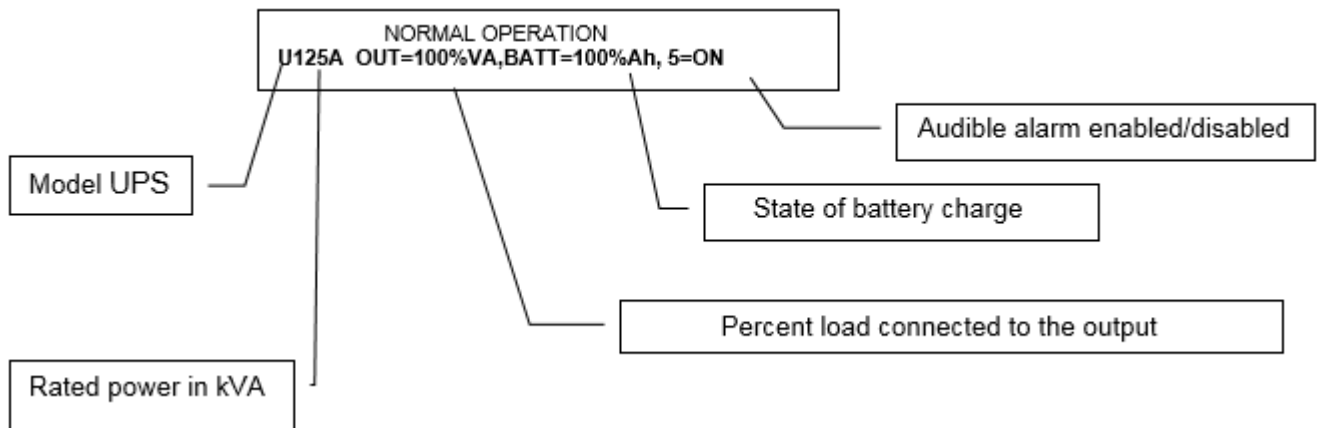 NORMAL OPERATION
U125A OUT=100%VA,BATT=100%Ah, 5=ON
Audible alarm enabled/disabled
Model UPS
State of battery charge
Percent load connected to the output
Rated power in kVA